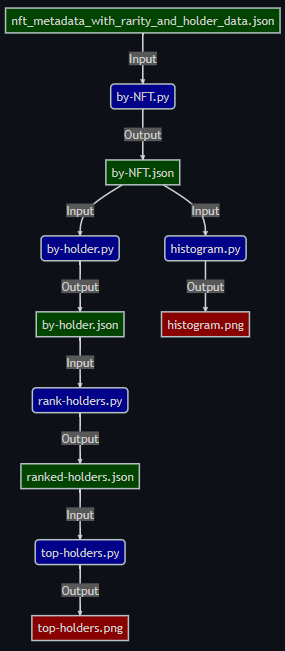 nft_metadata_with_rarity_and_holder_data.json
Input
by-NFT.py
Output
by-NFT.json
Input
Input
by-holder.py
histogram.py
Output
Output
by-holder.json
histogram.png
Input
rank-holders.py
Output
ranked-holders.json
Input
top-holders.py
Output
top-holders.png